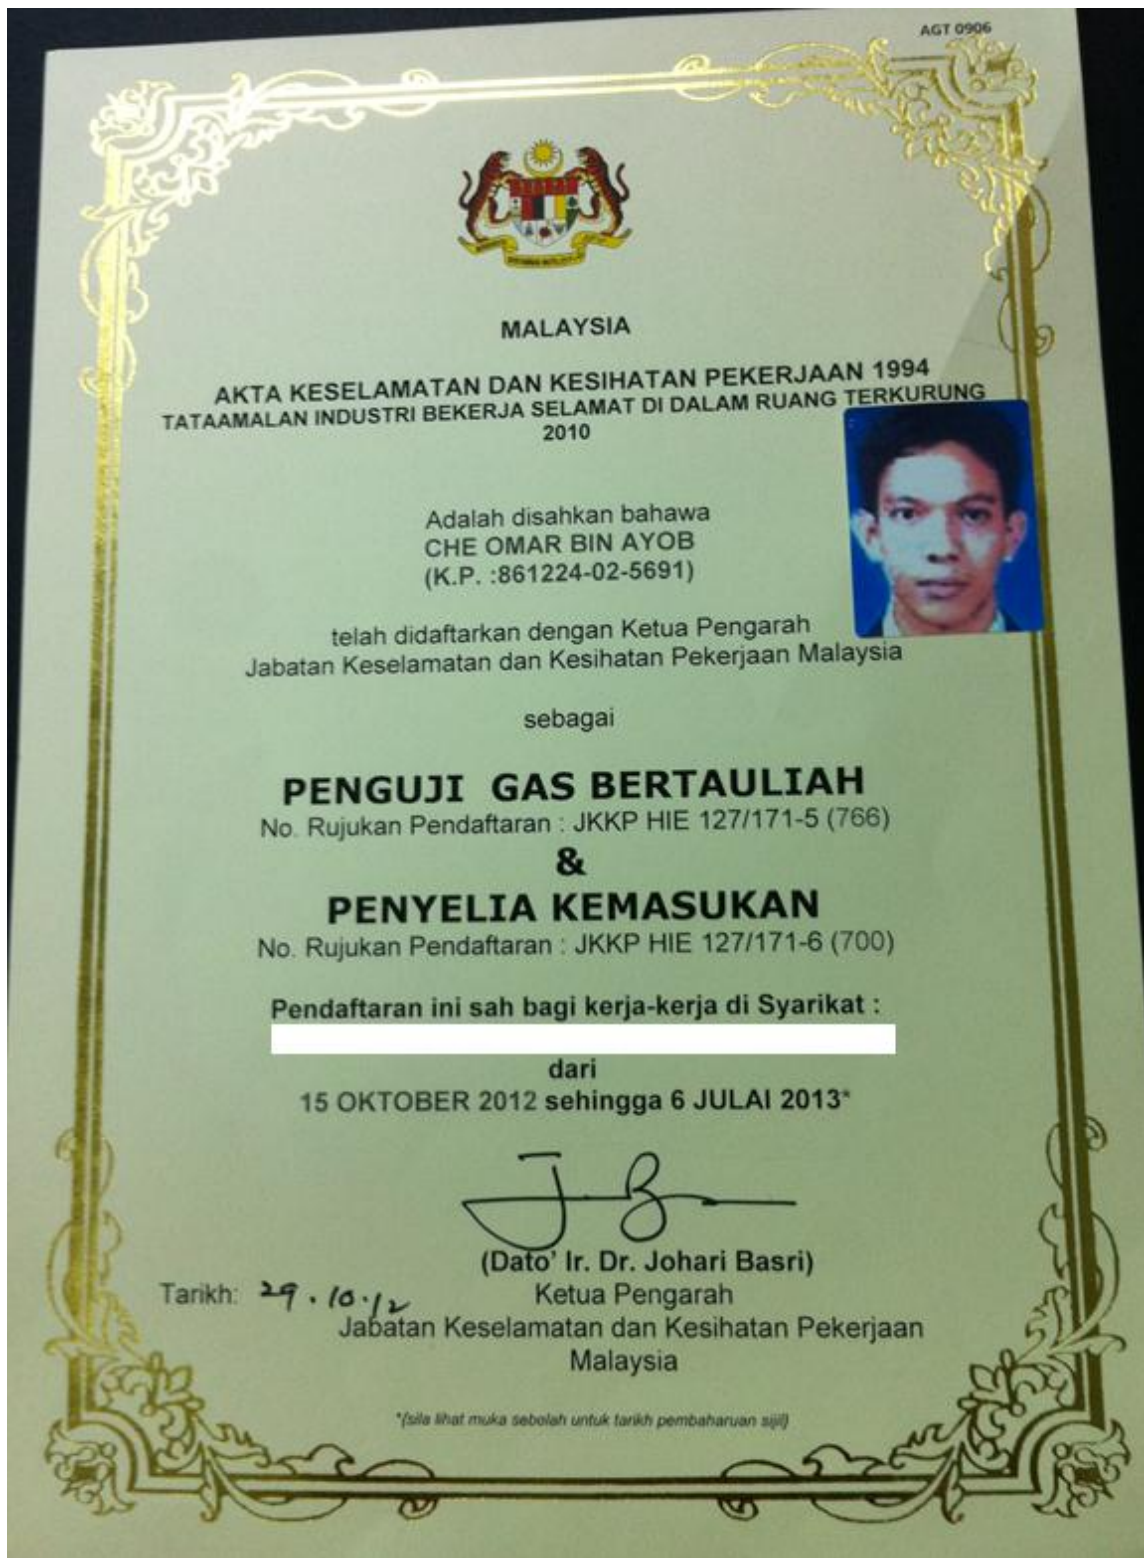 AGT 0906
MALAYSIA
AKTA KESELAMATAN DAN KESIHATAN PEKERJAAN 1994
TATAAMALAN INDUSTRI BEKERJA SELAMAT DI DALAM RUANG TERKURUNG
2010
Adalah disahkan bahawa
CHE OMAR BIN AYOB
(K.P. :861224-02-5691)
telah didaftarkan dengan Ketua Pengarah
Jabatan Keselamatan dan Kesihatan Pekerjaan Malaysia
sebagai
PENGUJI GAS BERTAULIAH
No. Rujukan Pendaftaran : JKKP HIE 127/171-5 (766)
&
PENYELIA KEMASUKAN
No. Rujukan Pendaftaran : JKKP HIE 127/171-6 (700)
Pendaftaran ini sah bagi kerja-kerja di Syarikat :
dari
15 OKTOBER 2012 sehingga 6 JULAI 2013*
(Dato' Ir. Dr. Johari Basri)
Tarikh: 29.10.12 Ketua Pengarah
Jabatan Keselamatan dan Kesihatan Pekerjaan
Malaysia
*(sila lihat muka sebolah untuk tarikh pembaharuan sijil)